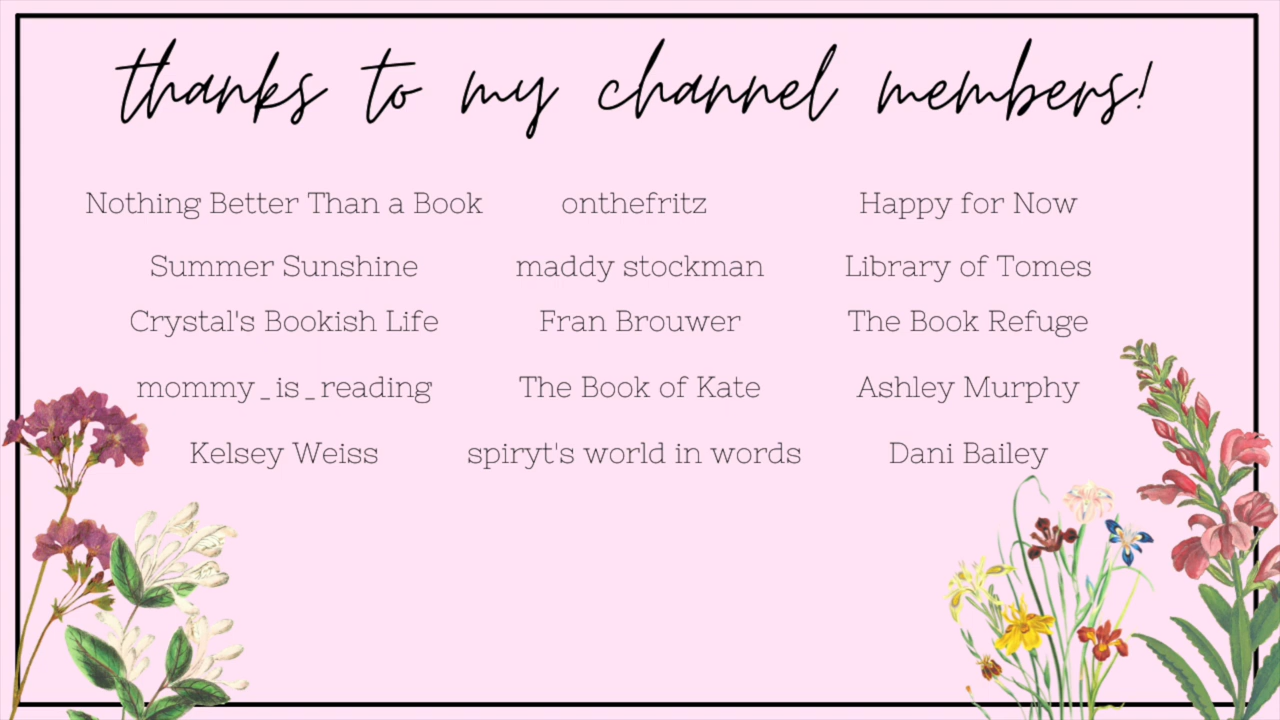 thanks to my channel members!
Nothing Better Than a Book onthefritz Happy for Now
Summer Sunshine maddy stockman Library of Tomes
Crystal's Bookish Life Fran Brouwer The Book Refuge
mommy_is_reading The Book of Kate Ashley Murphy
Kelsey Weiss spiryt's world in words Dani Bailey